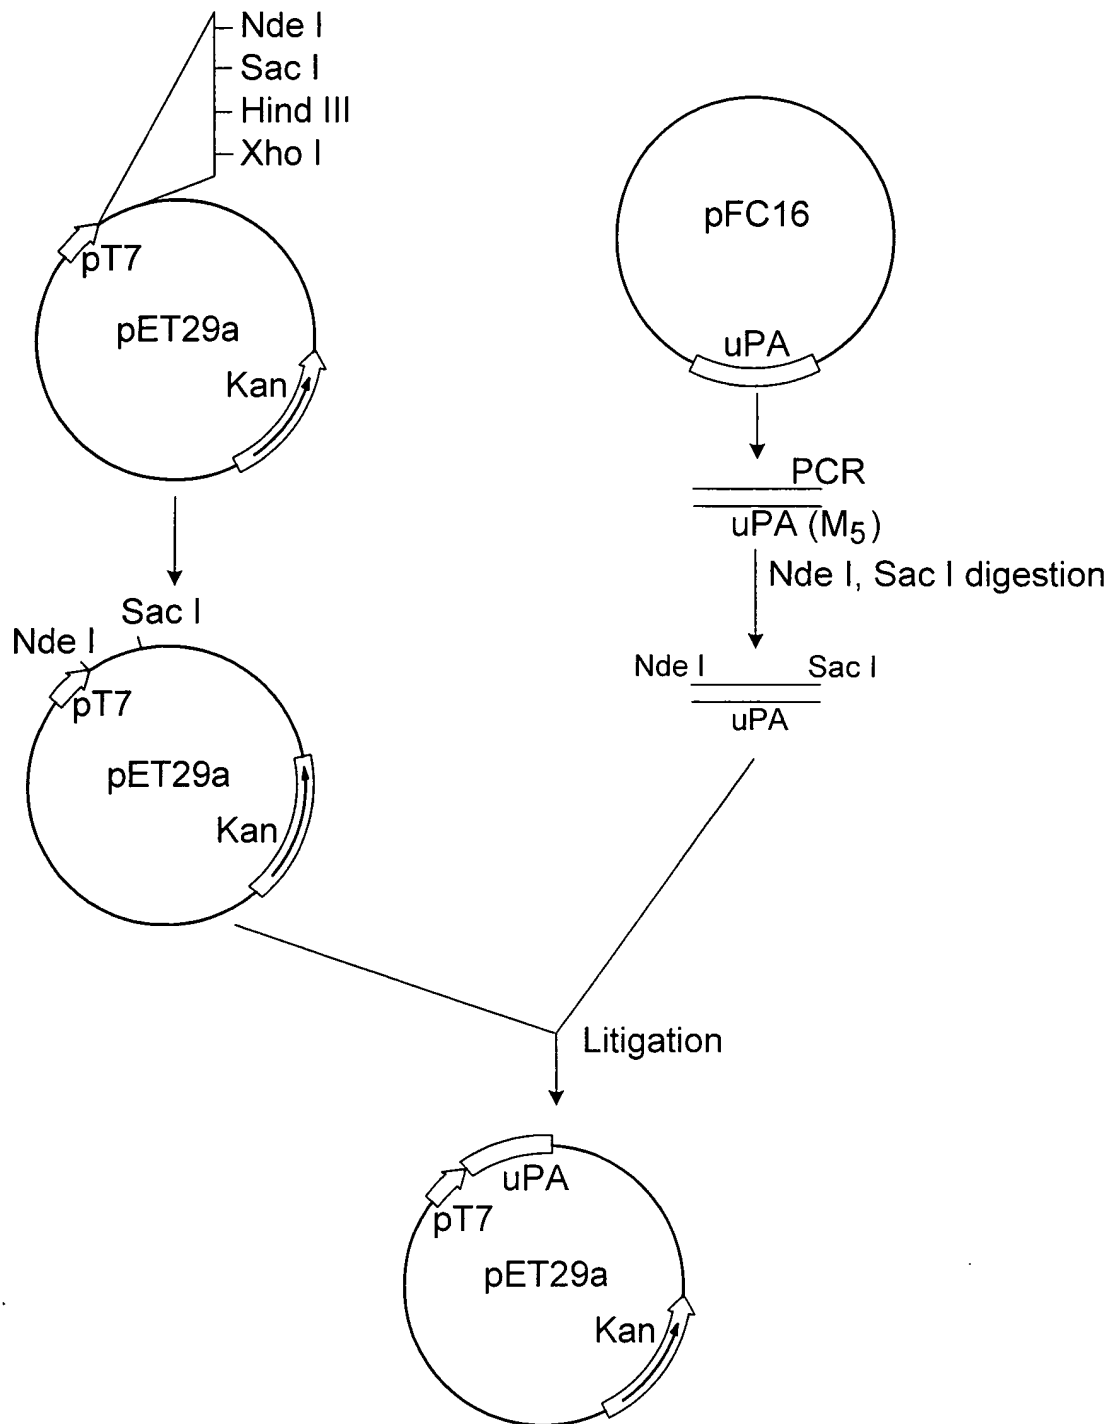 Nde I
Sac I
Hind III
Xho I
pT7
pET29a
Kan
pFC16
uPA
PCR
uPA (M5)
Nde I, Sac I digestion
Sac I
Nde I
pT7
pET29a
Kan
Nde I Sac I
uPA
Litigation
uPA
pT7
pET29a
Kan